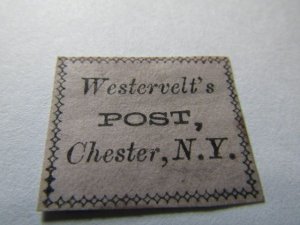 Westervelt's
POST,
Chester, N.Y.